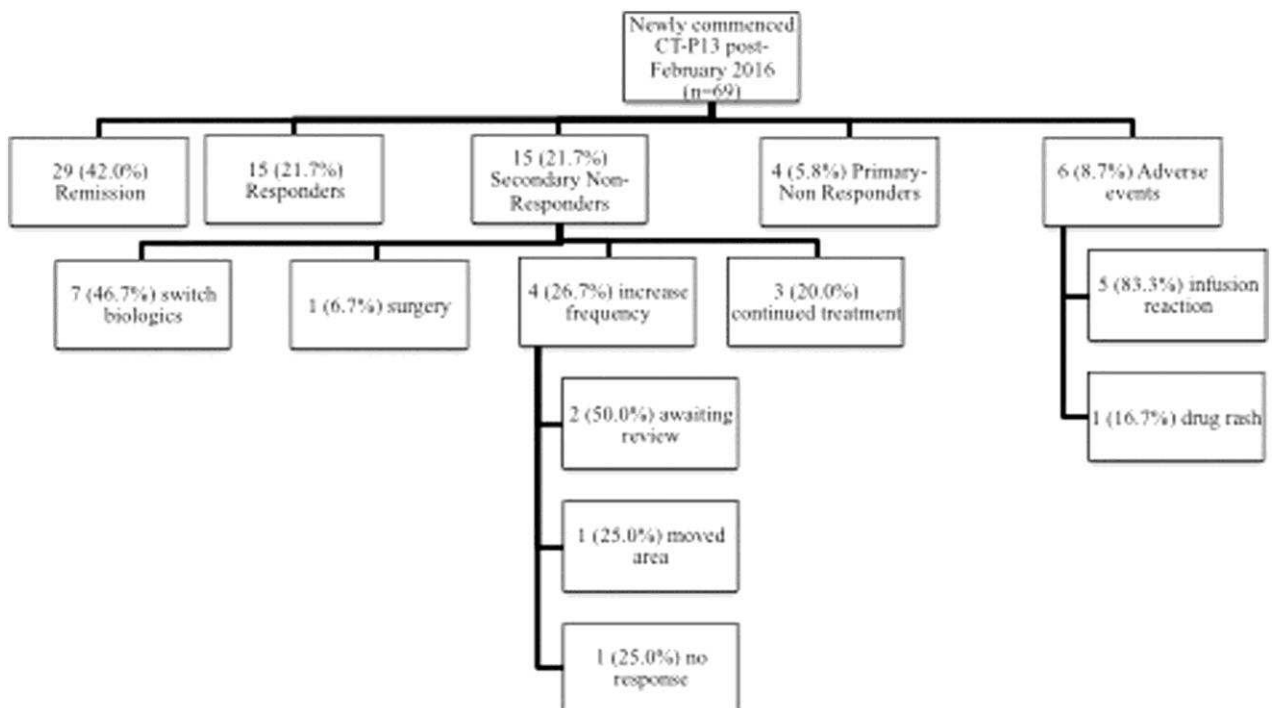 Newly commenced
CT-P13 post-
February 2016
(n=69)
29 (42.0%)
Remission
15 (21.7%)
Responders
15 (21.7%)
Secondary Non-
Responders
4 (5.8%) Primary-
Non Responders
6 (8.7%) Adverse
events
7 (46.7%) switch
biologics
1 (6.7%) surgery
4 (26.7%) increase
frequency
3 (20.0%)
continued treatment
5 (83.3%) infusion
reaction
2 (50.0%) awaiting
review
1 (16.7%) drug rash
1 (25.0%) moved
area
1 (25.0%) no
response